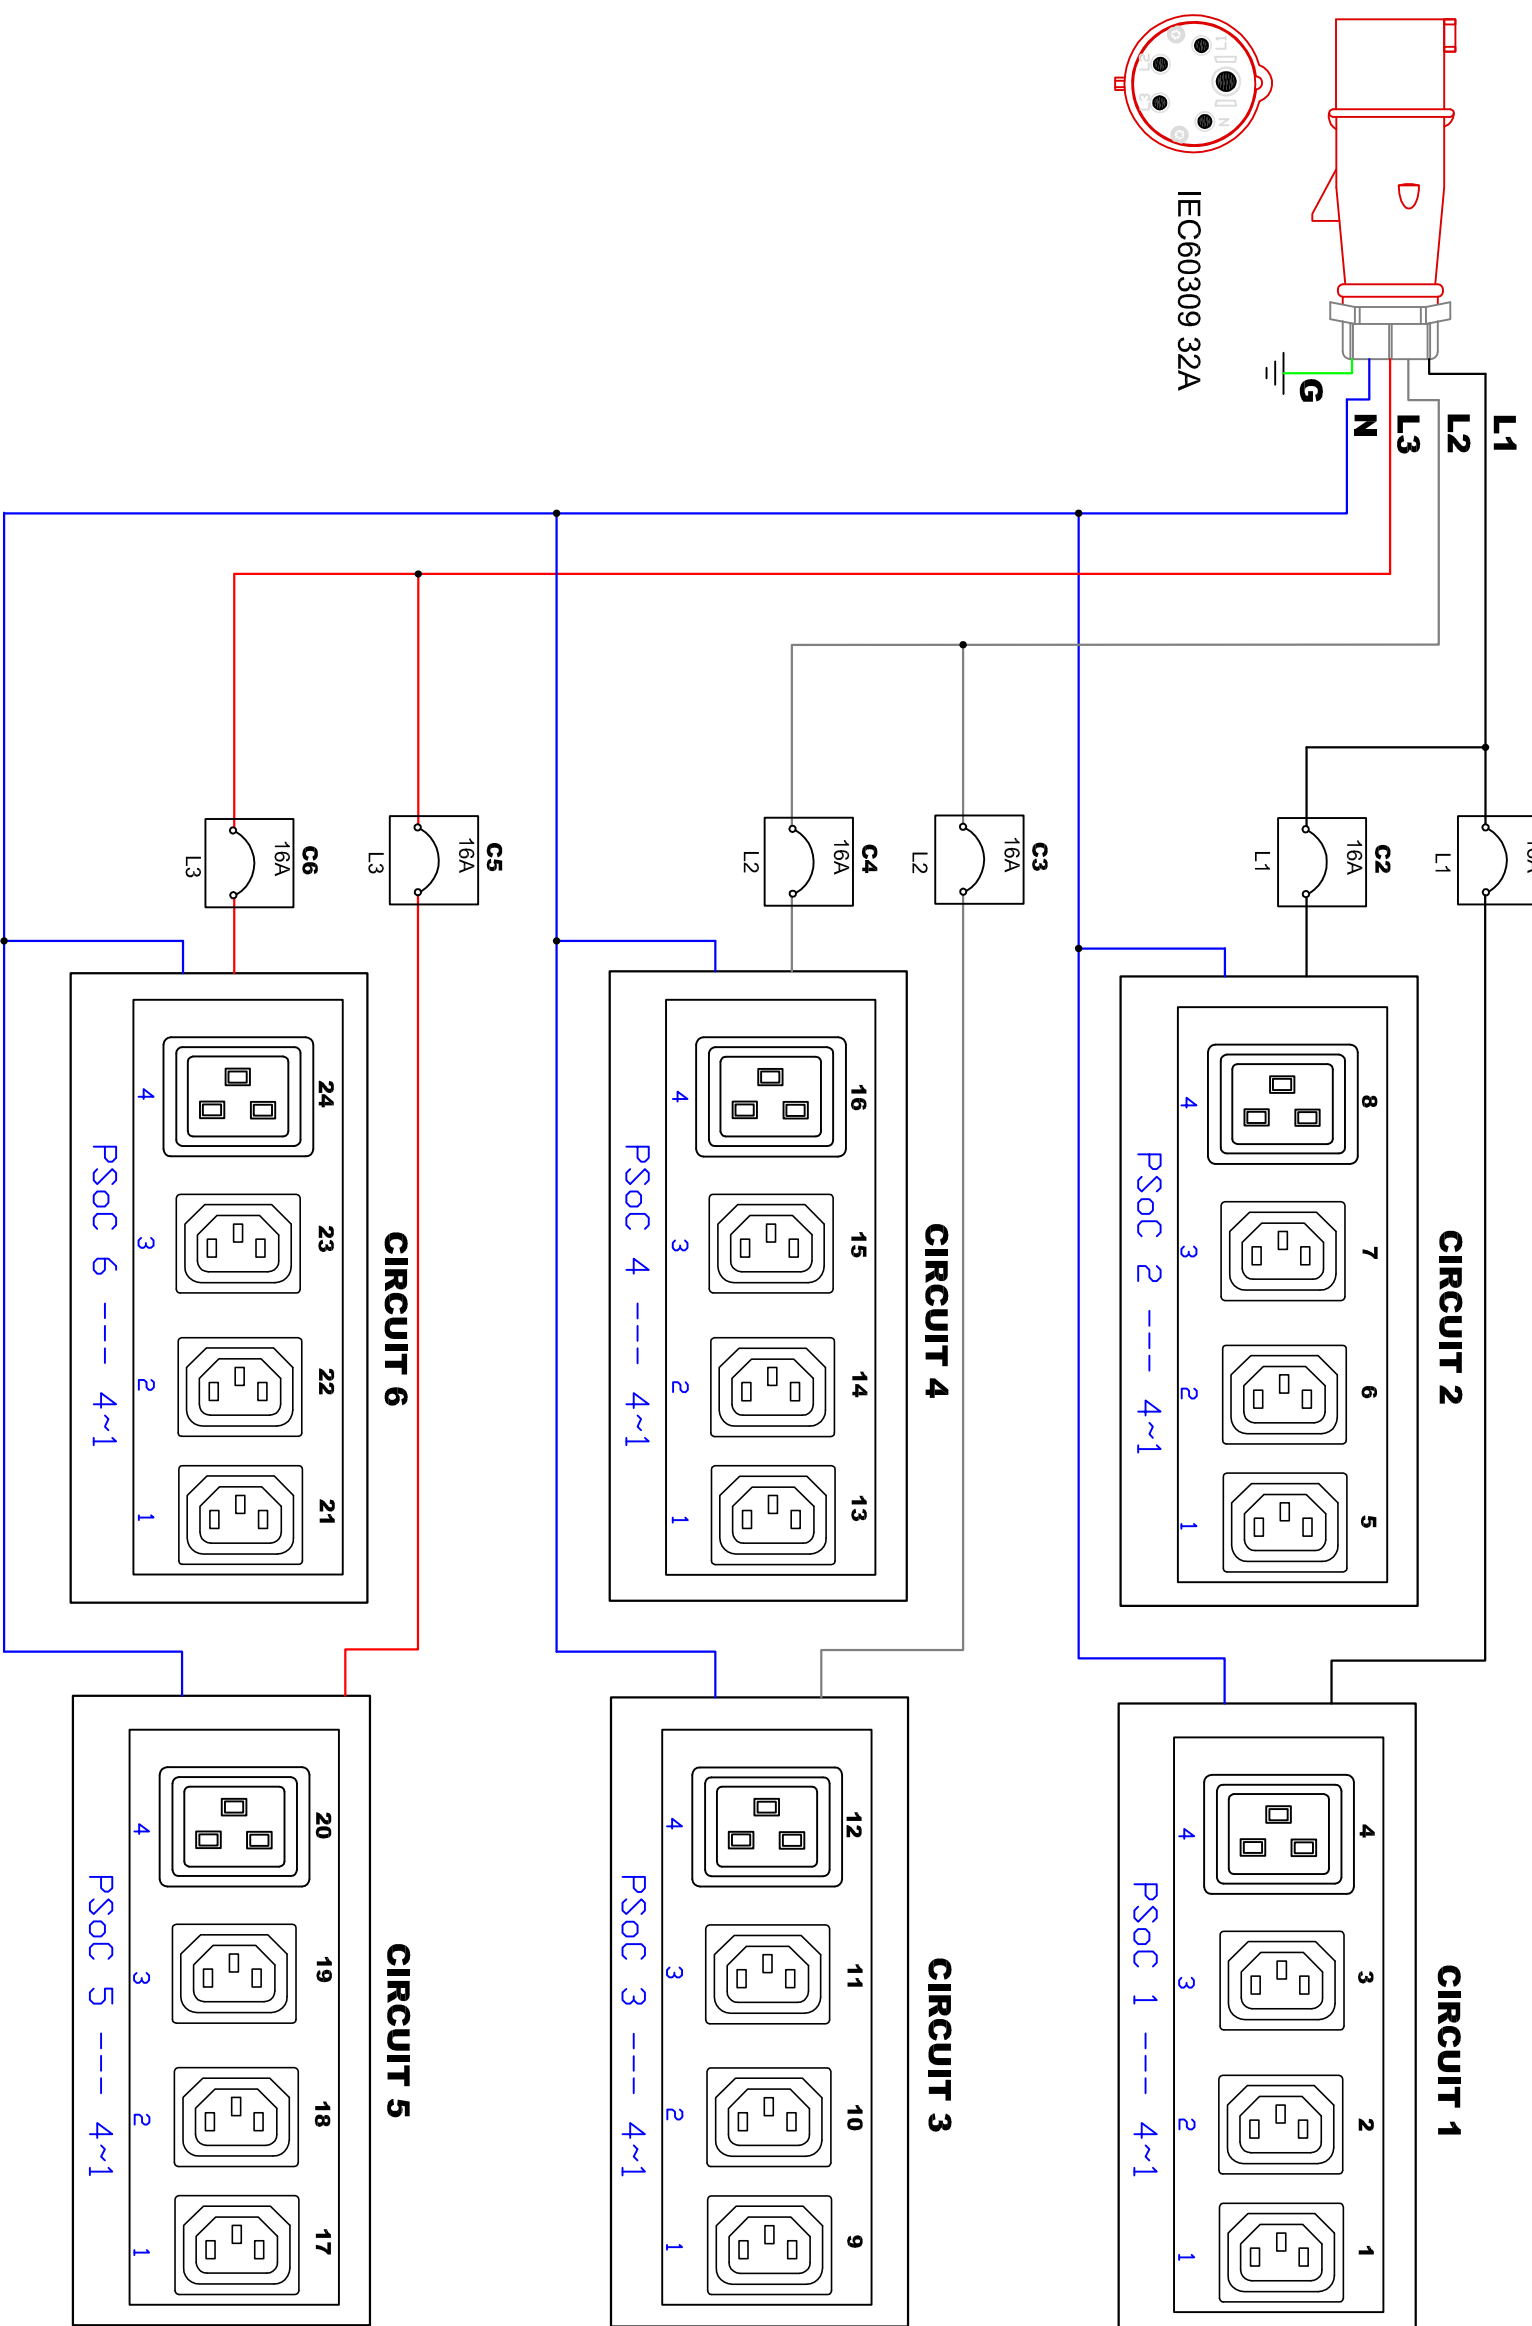 L1
L2
L3
N
G
IEC60309 32A
L1
L2
L3
N
L1
C2
16A
L1
C3
16A
L2
C4
16A
L2
C5
16A
L3
C6
16A
L3
CIRCUIT 2
8 7 6 5
4 3 2 1
PSoC 2 --- 4~1
CIRCUIT 1
4 3 2 1
4 3 2 1
PSoC 1 --- 4~1
CIRCUIT 4
16 15 14 13
4 3 2 1
PSoC 4 --- 4~1
CIRCUIT 3
12 11 10 9
4 3 2 1
PSoC 3 --- 4~1
CIRCUIT 6
24 23 22 21
4 3 2 1
PSoC 6 --- 4~1
CIRCUIT 5
20 19 18 17
4 3 2 1
PSoC 5 --- 4~1